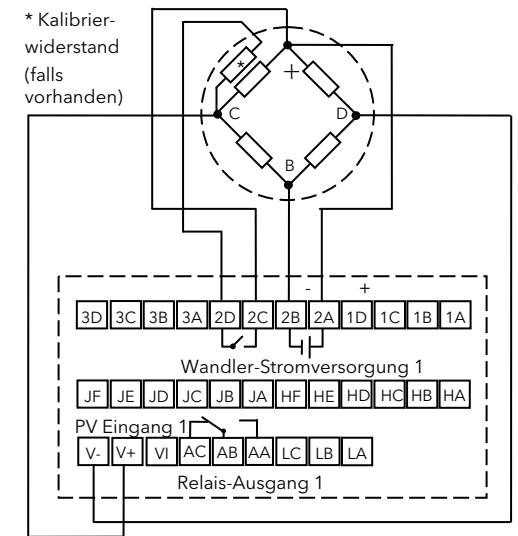 * Kalibrier-
widerstand
(falls
vorhanden)
*
+
C
D
B
- +
3D 3C 3B 3A 2D 2C 2B 2A 1D 1C 1B 1A
Wandler-Stromversorgung 1
JF JE JD JC JB JA HF HE HD HC HB HA
PV Eingang 1
V- V+ VI AC AB AA LC LB LA
Relais-Ausgang 1